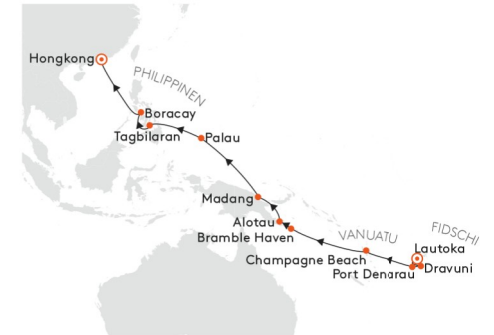 Hongkong
PHILIPPINEN
Boracay
Tagbilaran
Palau
Madang
Alotau
Bramble Haven
VANUATU
FIDSCHI
Lautoka
Champagne Beach
Dravuni
Port Denarau